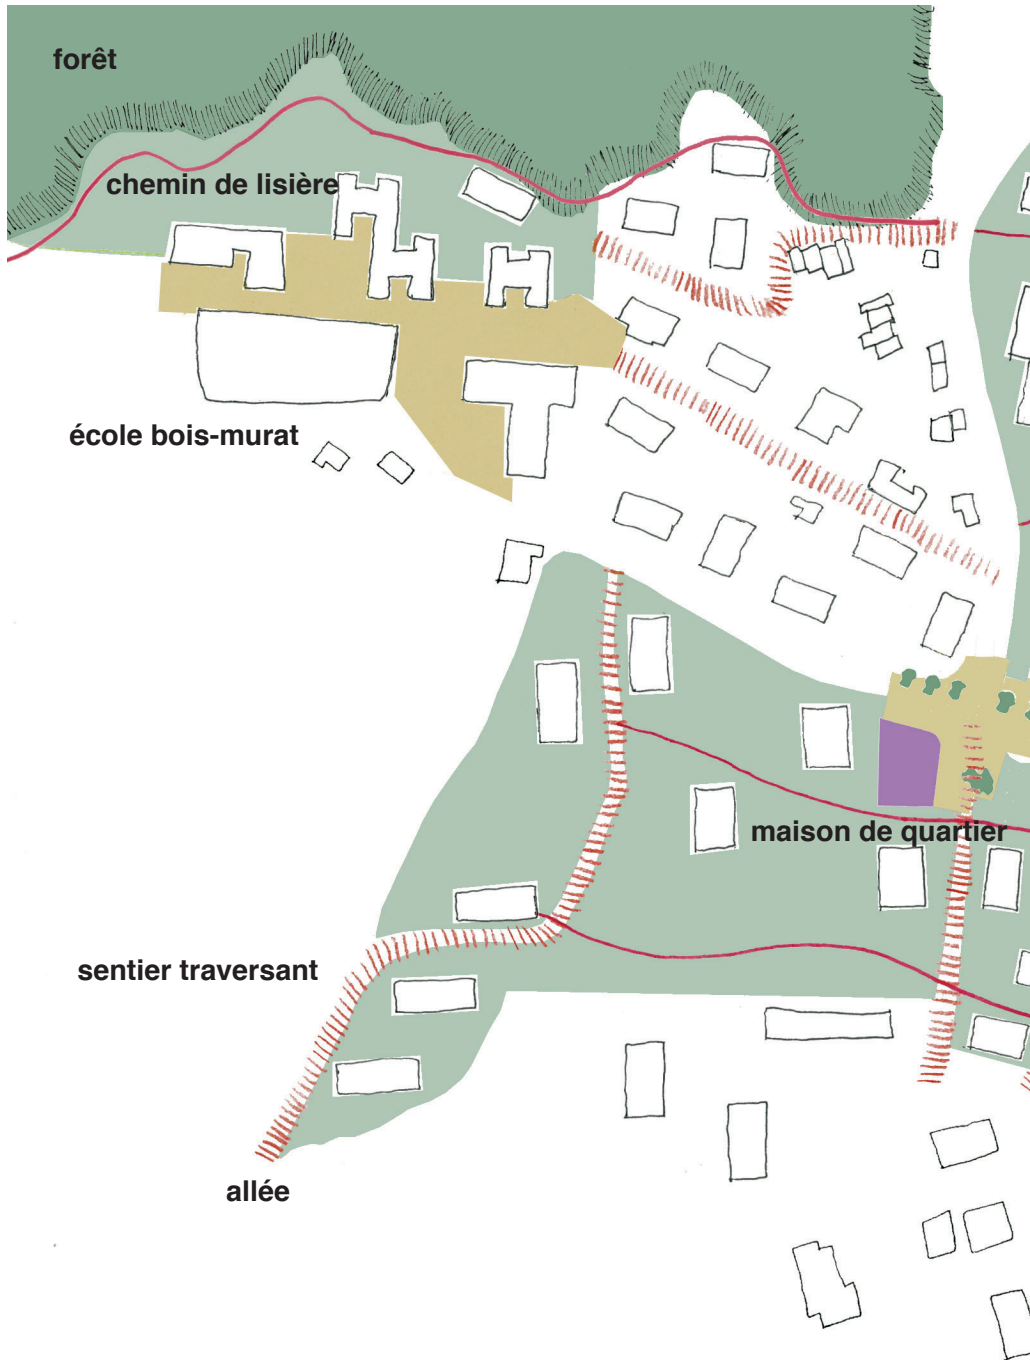 forêt
chemin de lisière
école bois-murat
maison de quartier
sentier traversant
allée